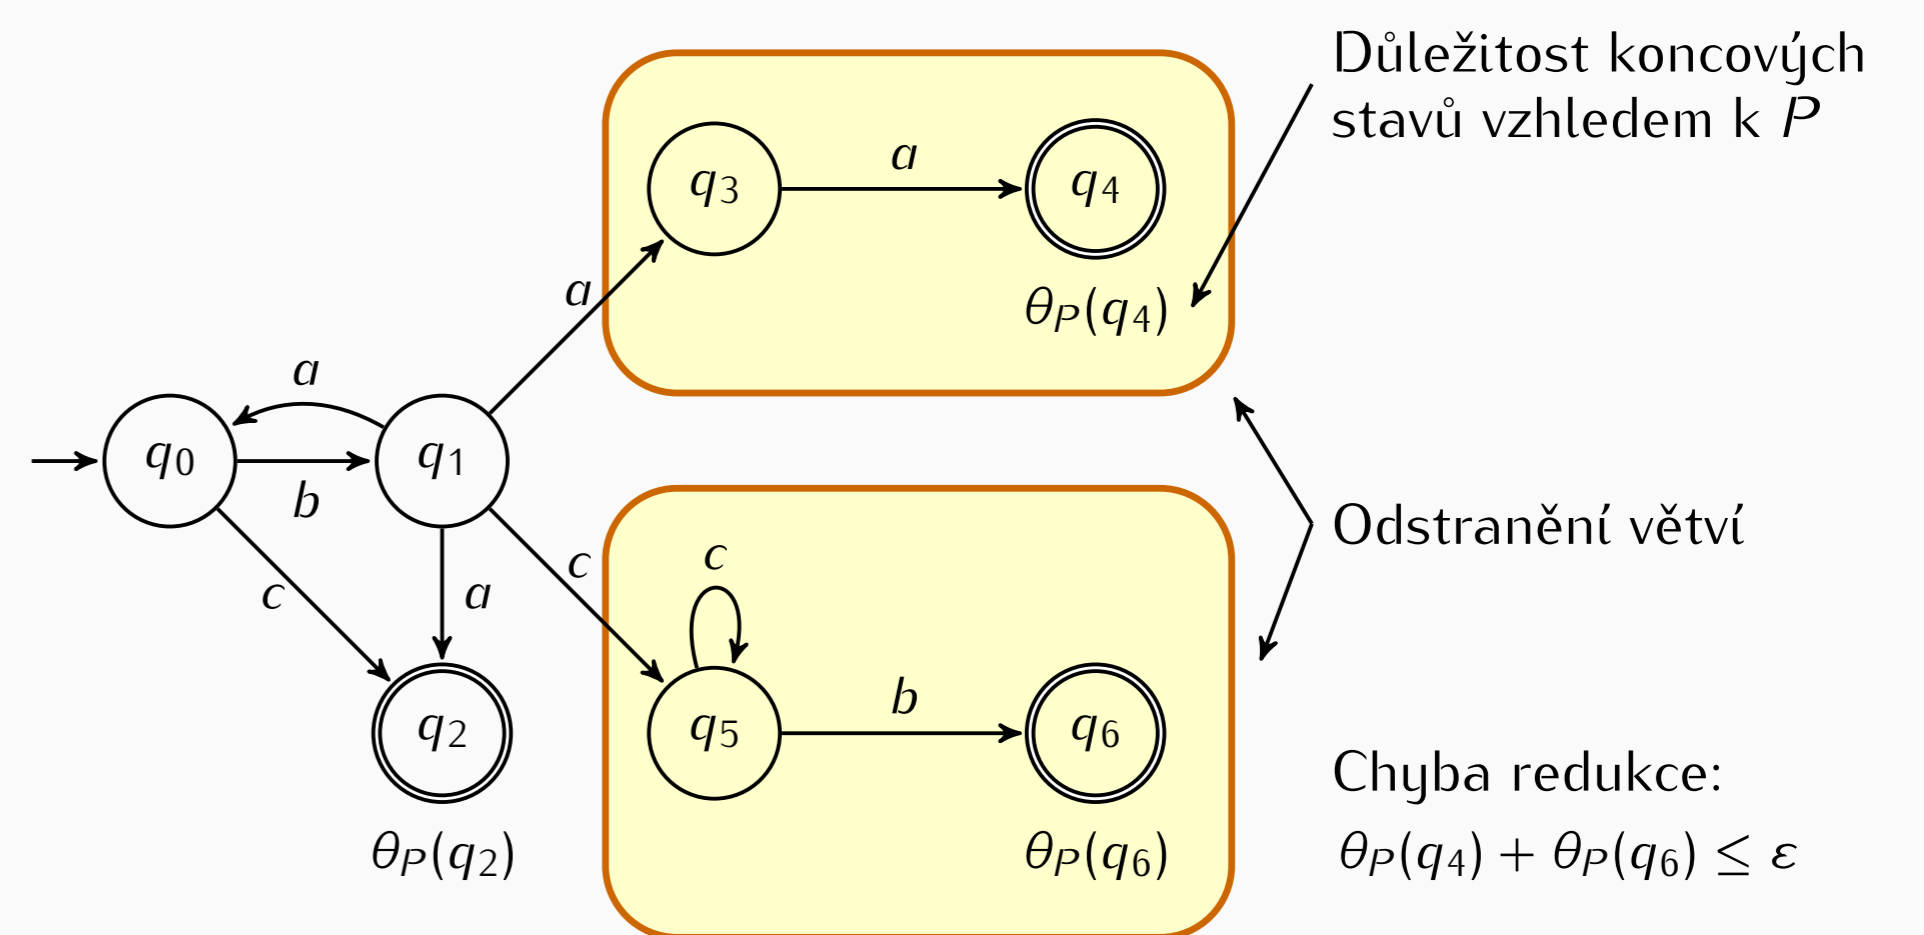 Důležitost koncových
stavů vzhledem k P
q3
a
q4
θP(q4)
a
a
q0
b
q1
c
a
c
Odstranění větví
c
q5
b
q6
q2
θP(q2)
θP(q6)
Chyba redukce:
θP(q4) + θP(q6) ≤ ε